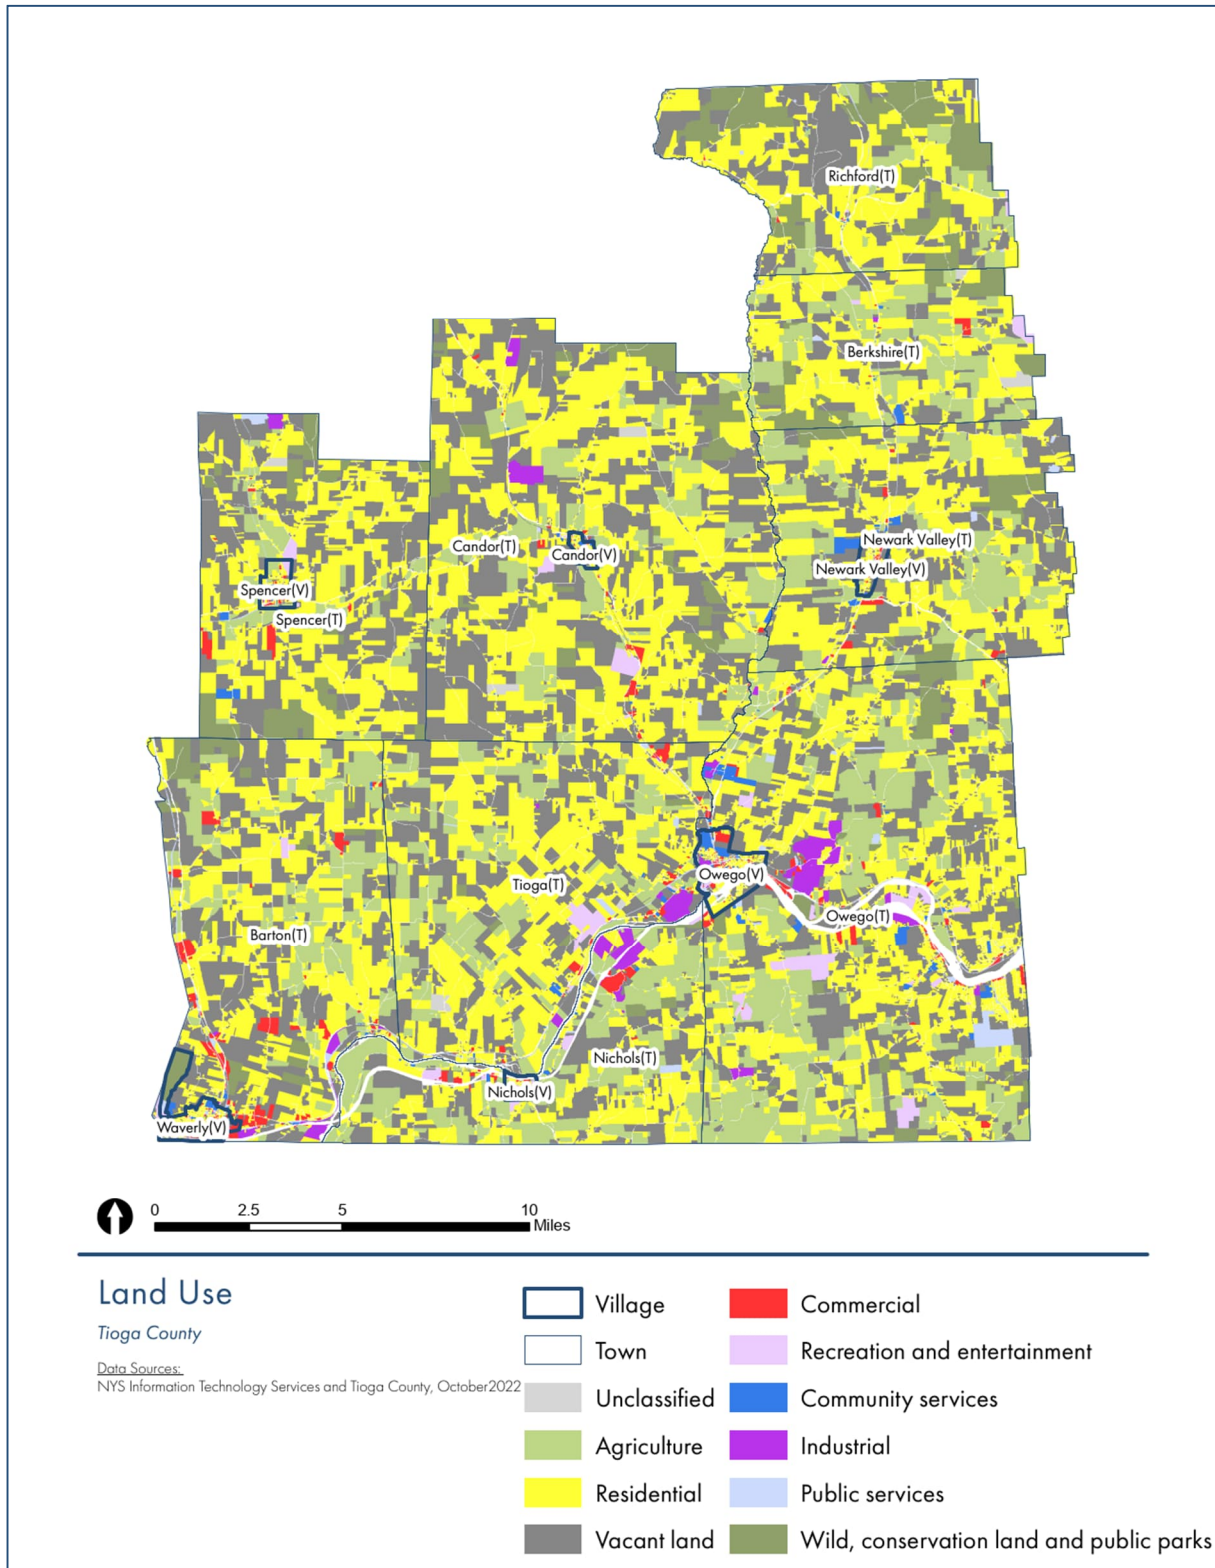 Richford(T)
Berkshire(T)
Newark Valley(T)
Candor(T)
Candor(V)
Newark Valley(V)
Spencer(V)
Spencer(T)
Owego(V)
Tioga(T)
Owego(T)
Barton(T)
Nichols(T)
Nichols(V)
Waverly(V)
0 2.5 5 10
Miles
Land Use
Tioga County
Data Sources:
NYS Information Technology Services and Tioga County, October2022
Village
Town
Unclassified
Agriculture
Residential
Vacant land
Commercial
Recreation and entertainment
Community services
Industrial
Public services
Wild, conservation land and public parks